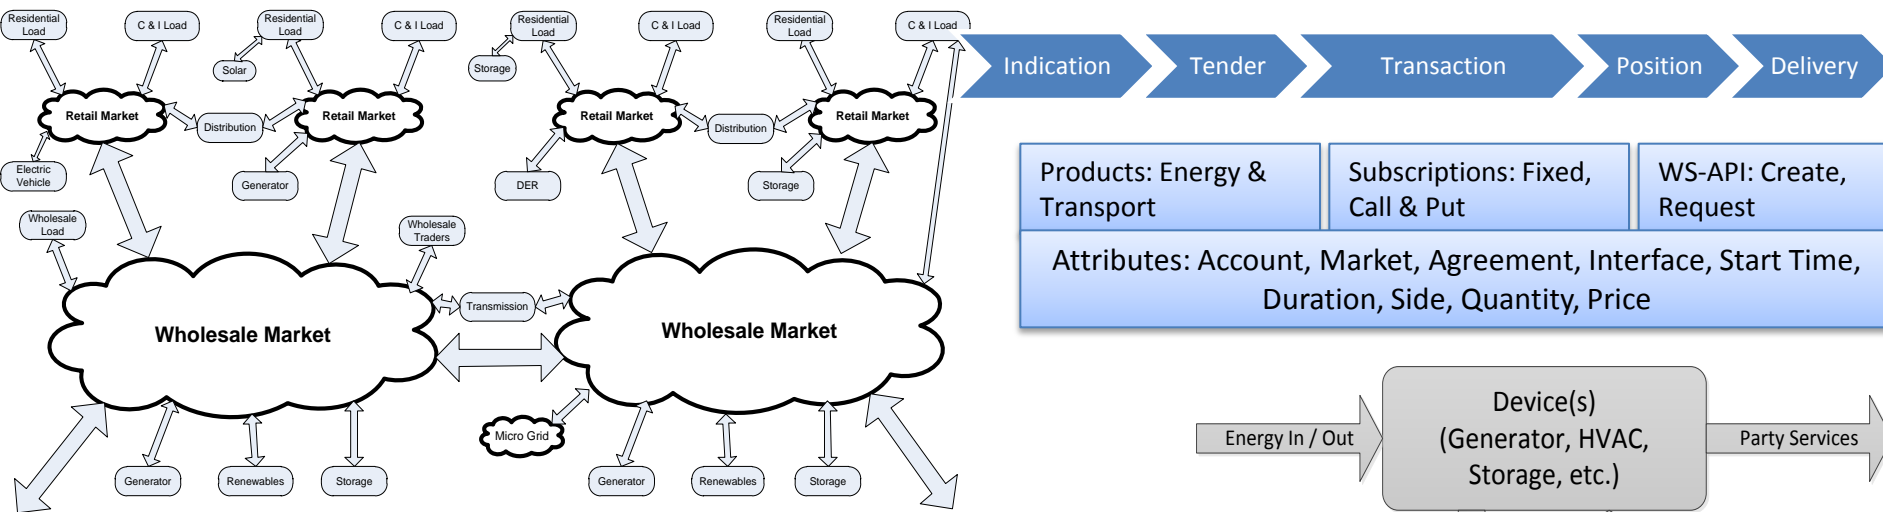 Residential
Load
C & I Load
Residential
Load
C & I Load
Residential
Load
C & I Load
Residential
Load
C & I Load
Solar
Storage
Retail Market
Distribution
Retail Market
Retail Market
Distribution
Retail Market
Electric
Vehicle
Generator
DER
Storage
Wholesale
Load
Wholesale
Traders
Transmission
Wholesale Market
Wholesale Market
Micro Grid
Generator
Renewables
Storage
Generator
Renewables
Storage
Indication
Tender
Transaction
Position
Delivery
Products: Energy &
Transport
Subscriptions: Fixed,
Call & Put
WS-API: Create,
Request
Attributes: Account, Market, Agreement, Interface, Start Time,
Duration, Side, Quantity, Price
Energy In / Out
Device(s)
(Generator, HVAC,
Storage, etc.)
Party Services